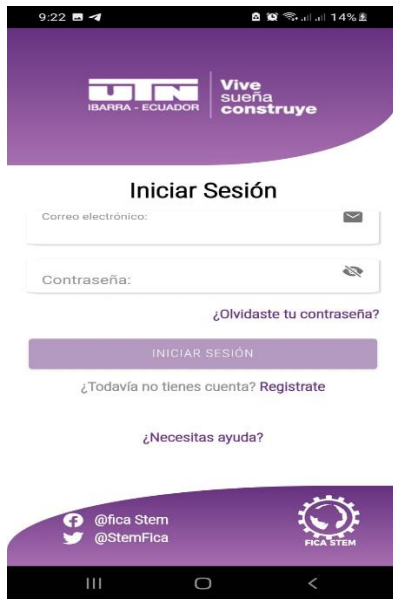 9:22
14%
UTN
IBARRA - ECUADOR
Vive
sueña
construye
Iniciar Sesión
Correo electrónico:
Contraseña:
¿Olvidaste tu contraseña?
INICIAR SESIÓN
¿Todavía no tienes cuenta? Registrate
¿Necesitas ayuda?
@fica Stem
@StemFica
FICA STEM